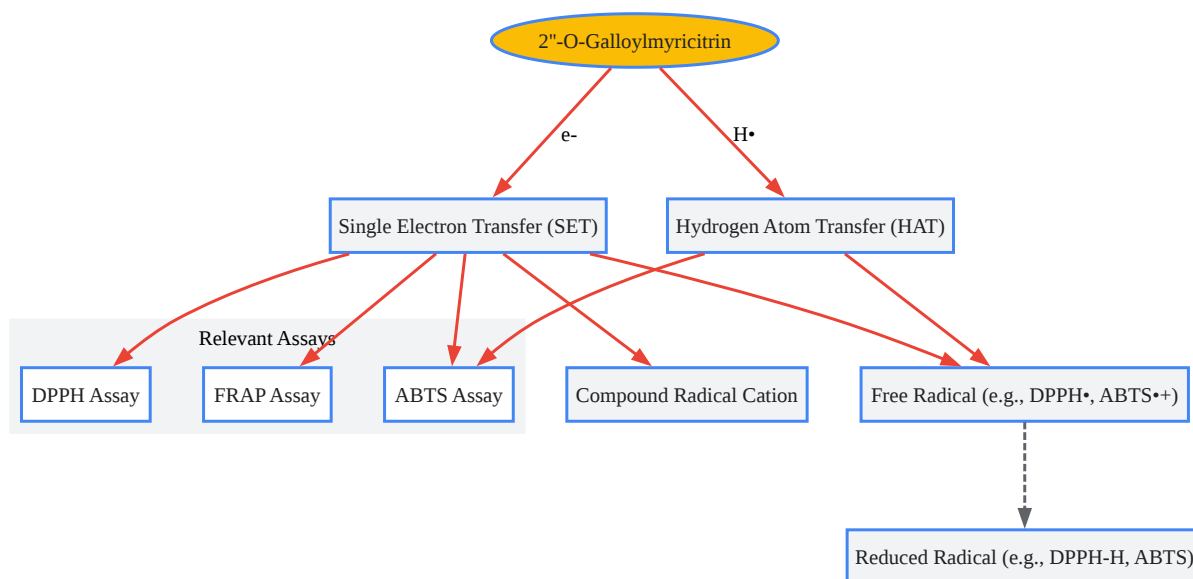 2"-O-Galloylmyricitrin
e-
H•
Single Electron Transfer (SET)
Hydrogen Atom Transfer (HAT)
Relevant Assays
DPPH Assay
FRAP Assay
ABTS Assay
Compound Radical Cation
Free Radical (e.g., DPPH•, ABTS•+)
Reduced Radical (e.g., DPPH-H, ABTS)